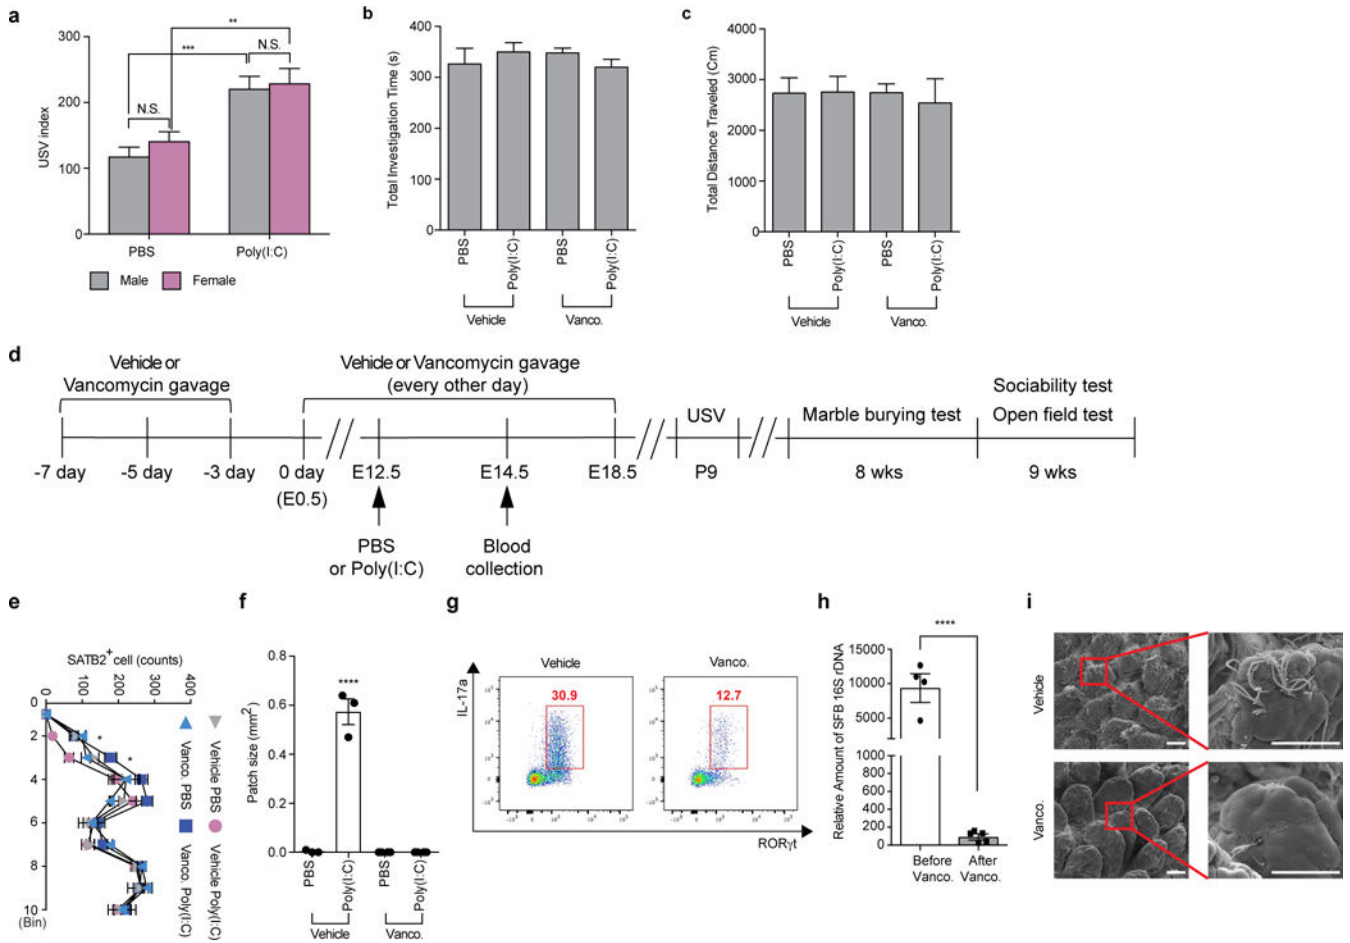 a
**
***
N.S.
N.S.
300
200
100
0
USV index
PBS
Poly(I:C)
Male
Female
b
400
300
200
100
0
Total Investigation Time (s)
PBS
Poly(I:C)
PBS
Poly(I:C)
Vehicle
Vanco.
c
4000
3000
2000
1000
0
Total Distance Traveled (Cm)
PBS
Poly(I:C)
PBS
Poly(I:C)
Vehicle
Vanco.
d
Vehicle or
Vancomycin gavage
Vehicle or Vancomycin gavage
(every other day)
USV
Marble burying test
Sociability test
Open field test
-7 day
-5 day
-3 day
0 day
(E0.5)
E12.5
E14.5
E18.5
P9
8 wks
9 wks
PBS
or Poly(I:C)
Blood
collection
e
SATB2+ cell (counts)
0 100 200 300 400
0
2
4
6
8
10
(Bin)
*
*
Vanco. PBS
Vanco. Poly(I:C)
Vehicle PBS
Vehicle Poly(I:C)
f
0.8
0.6
0.4
0.2
0.0
Patch size (mm2)
****
PBS
Poly(I:C)
PBS
Poly(I:C)
Vehicle
Vanco.
g
IL-17a
Vehicle
30.9
Vanco.
12.7
RORγt
h
****
15000
10000
5000
1000
800
600
400
200
0
Relative Amount of SFB 16S rDNA
Before
Vanco.
After
Vanco.
i
Vehicle
Vanco.